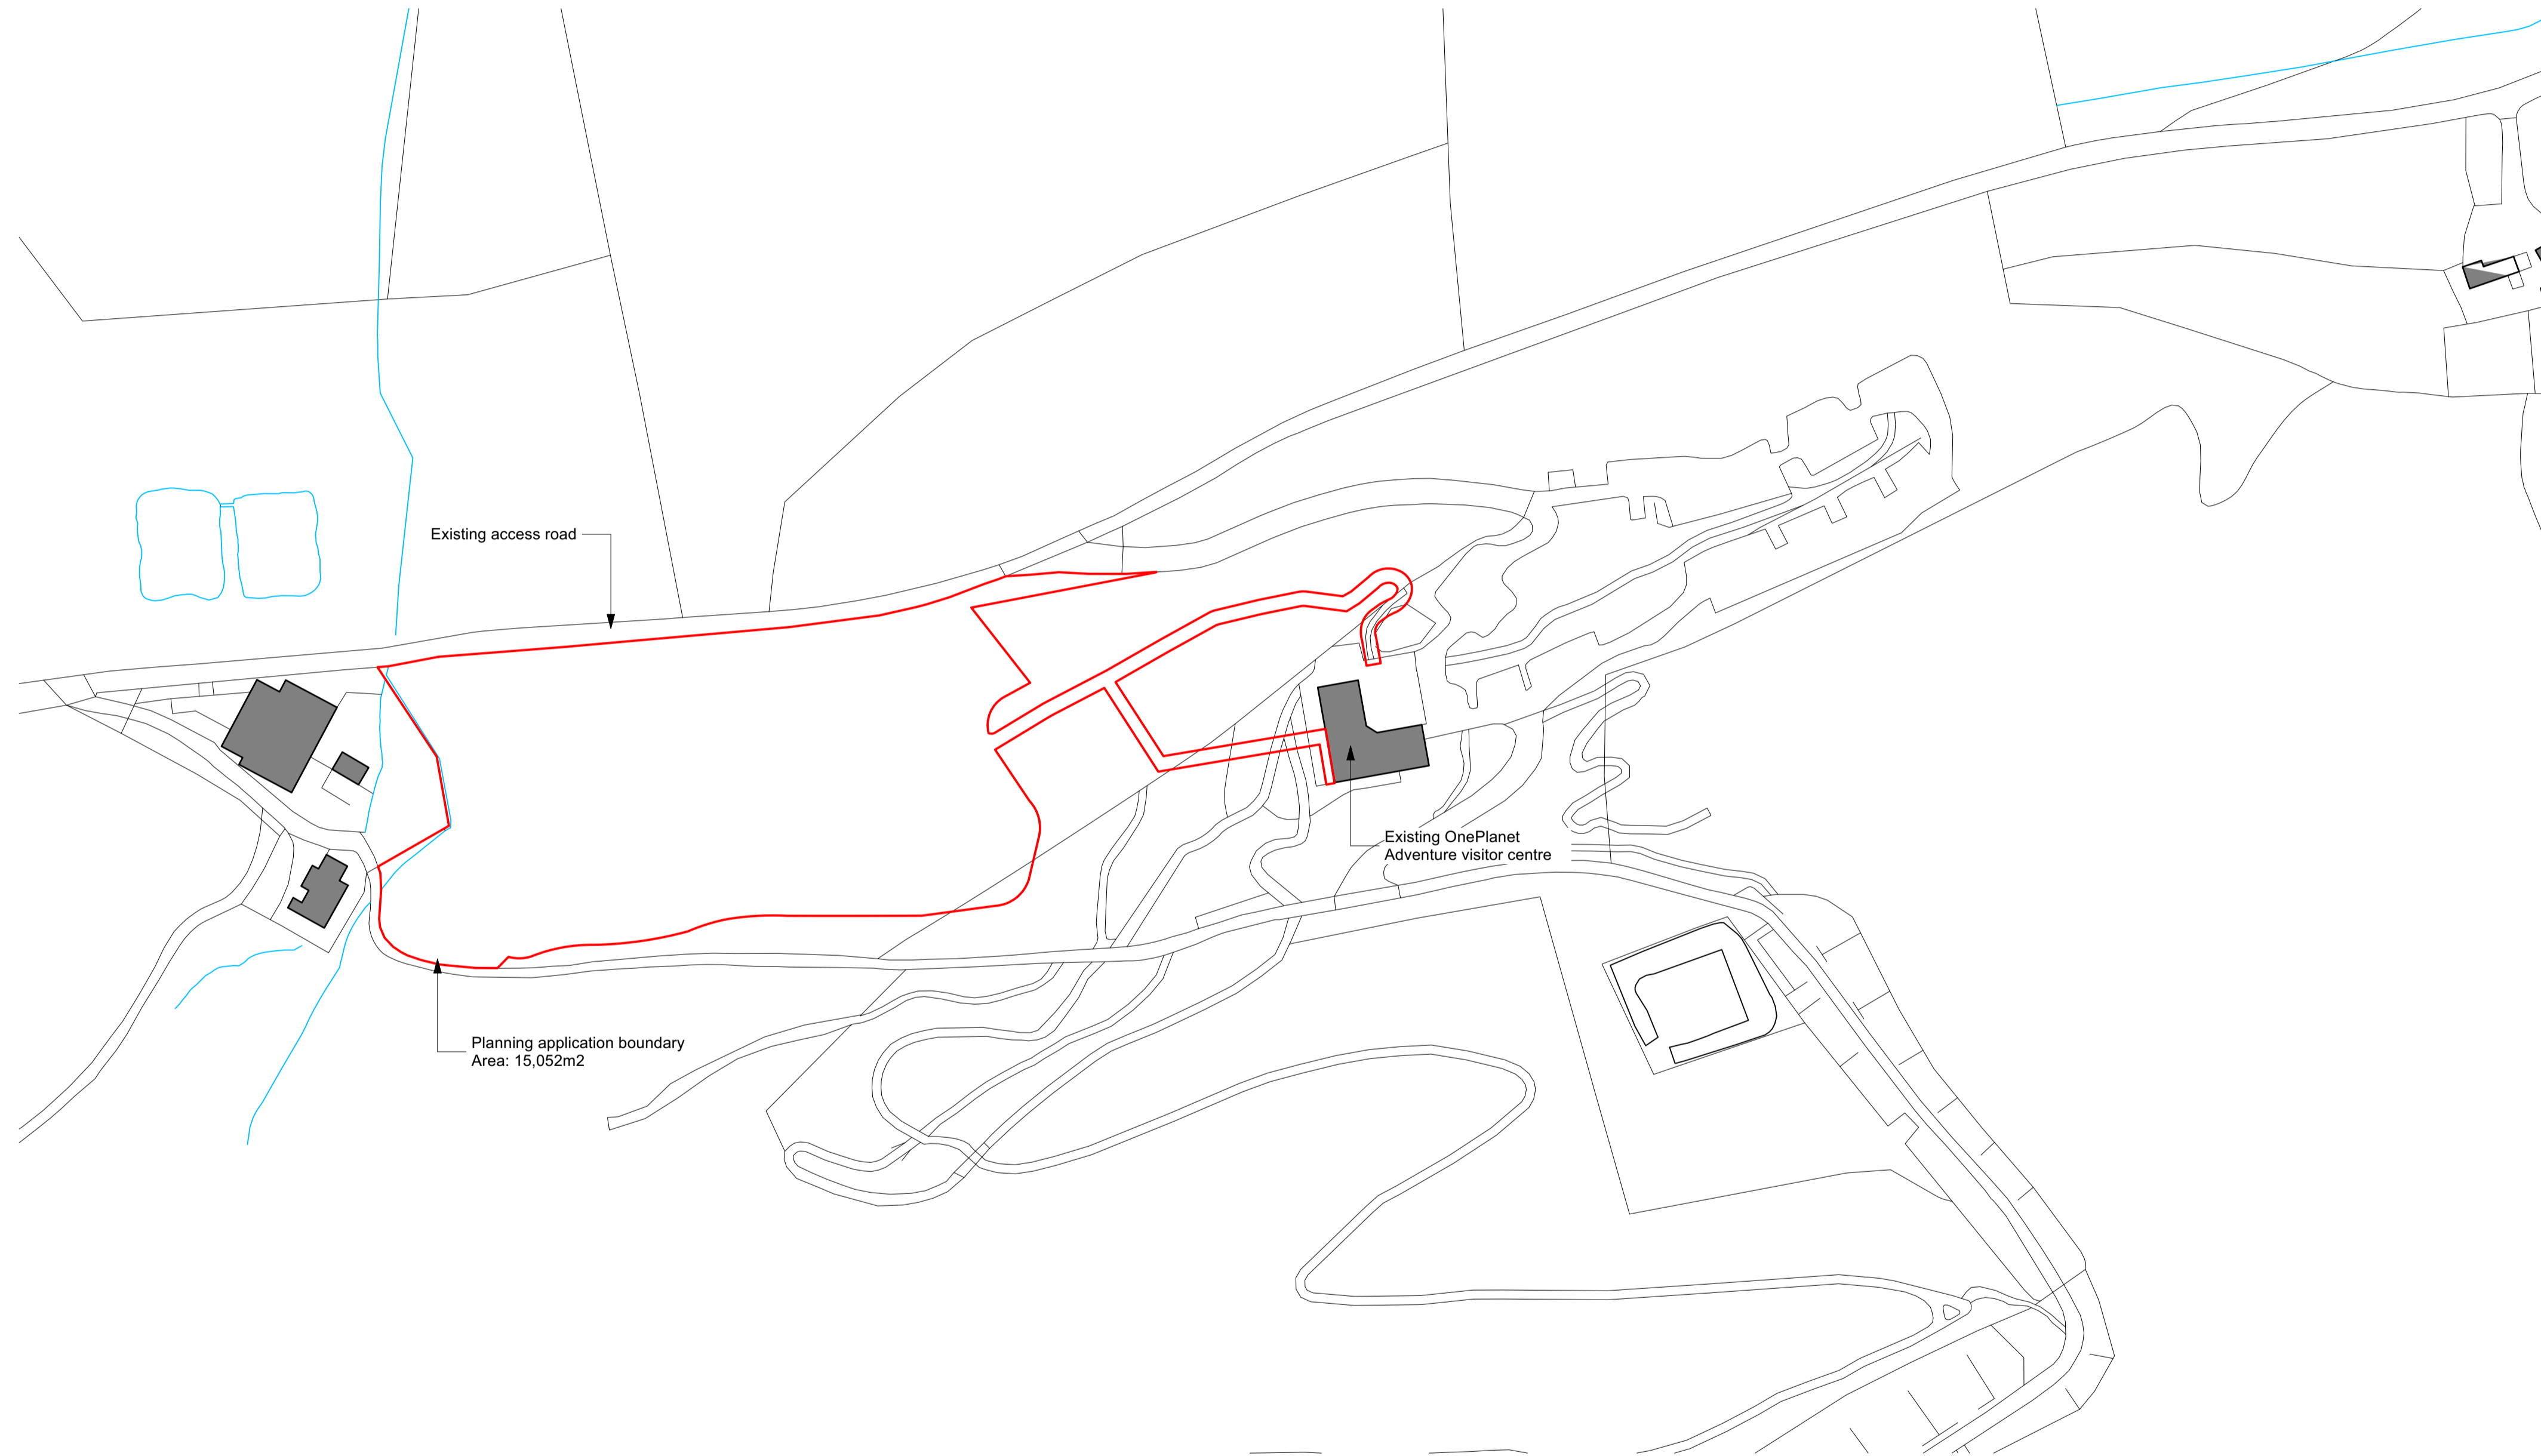 Existing access road
Existing OnePlanet
Adventure visitor centre
Planning application boundary
Area: 15,052m2